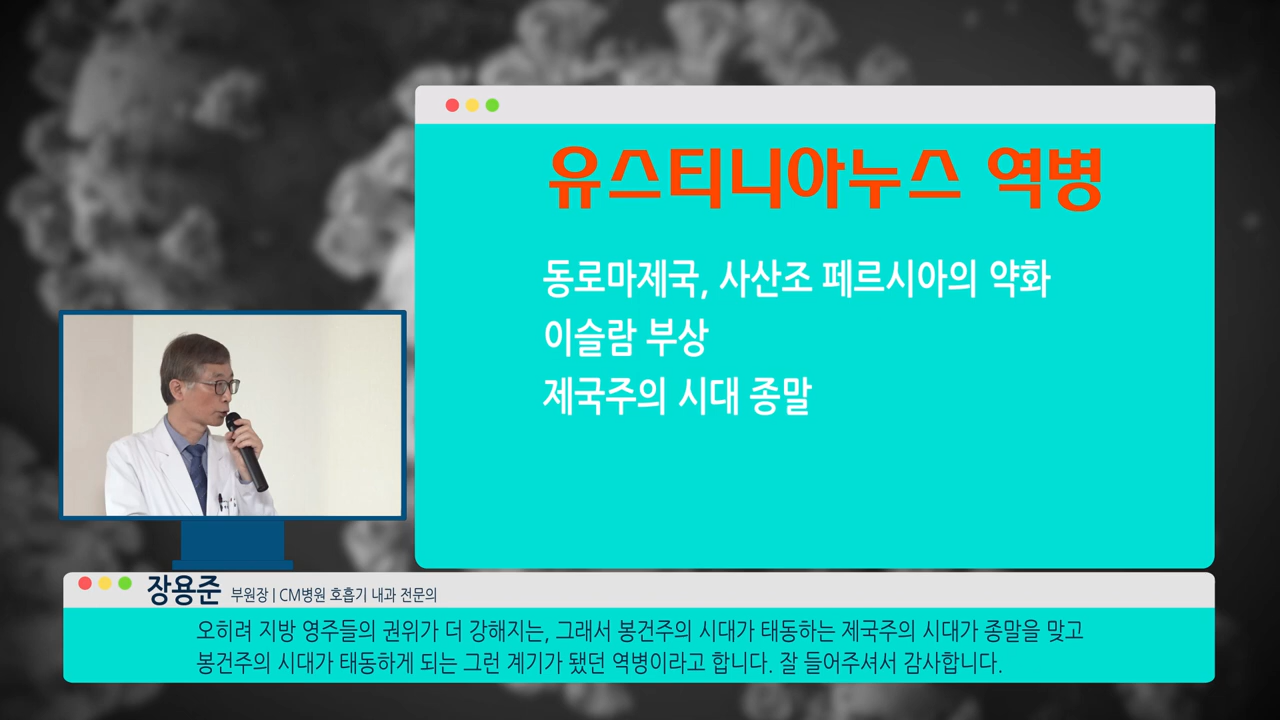 유스티니아누스 역병
동로마제국, 사산조 페르시아의 약화
이슬람 부상
제국주의 시대 종말
장용준 부원장 | CM병원 호흡기 내과 전문의
오히려 지방 영주들의 권위가 더 강해지는, 그래서 봉건주의 시대가 태동하는 제국주의 시대가 종말을 맞고
봉건주의 시대가 태동하게 되는 그런 계기가 됐던 역병이라고 합니다. 잘 들어주셔서 감사합니다.